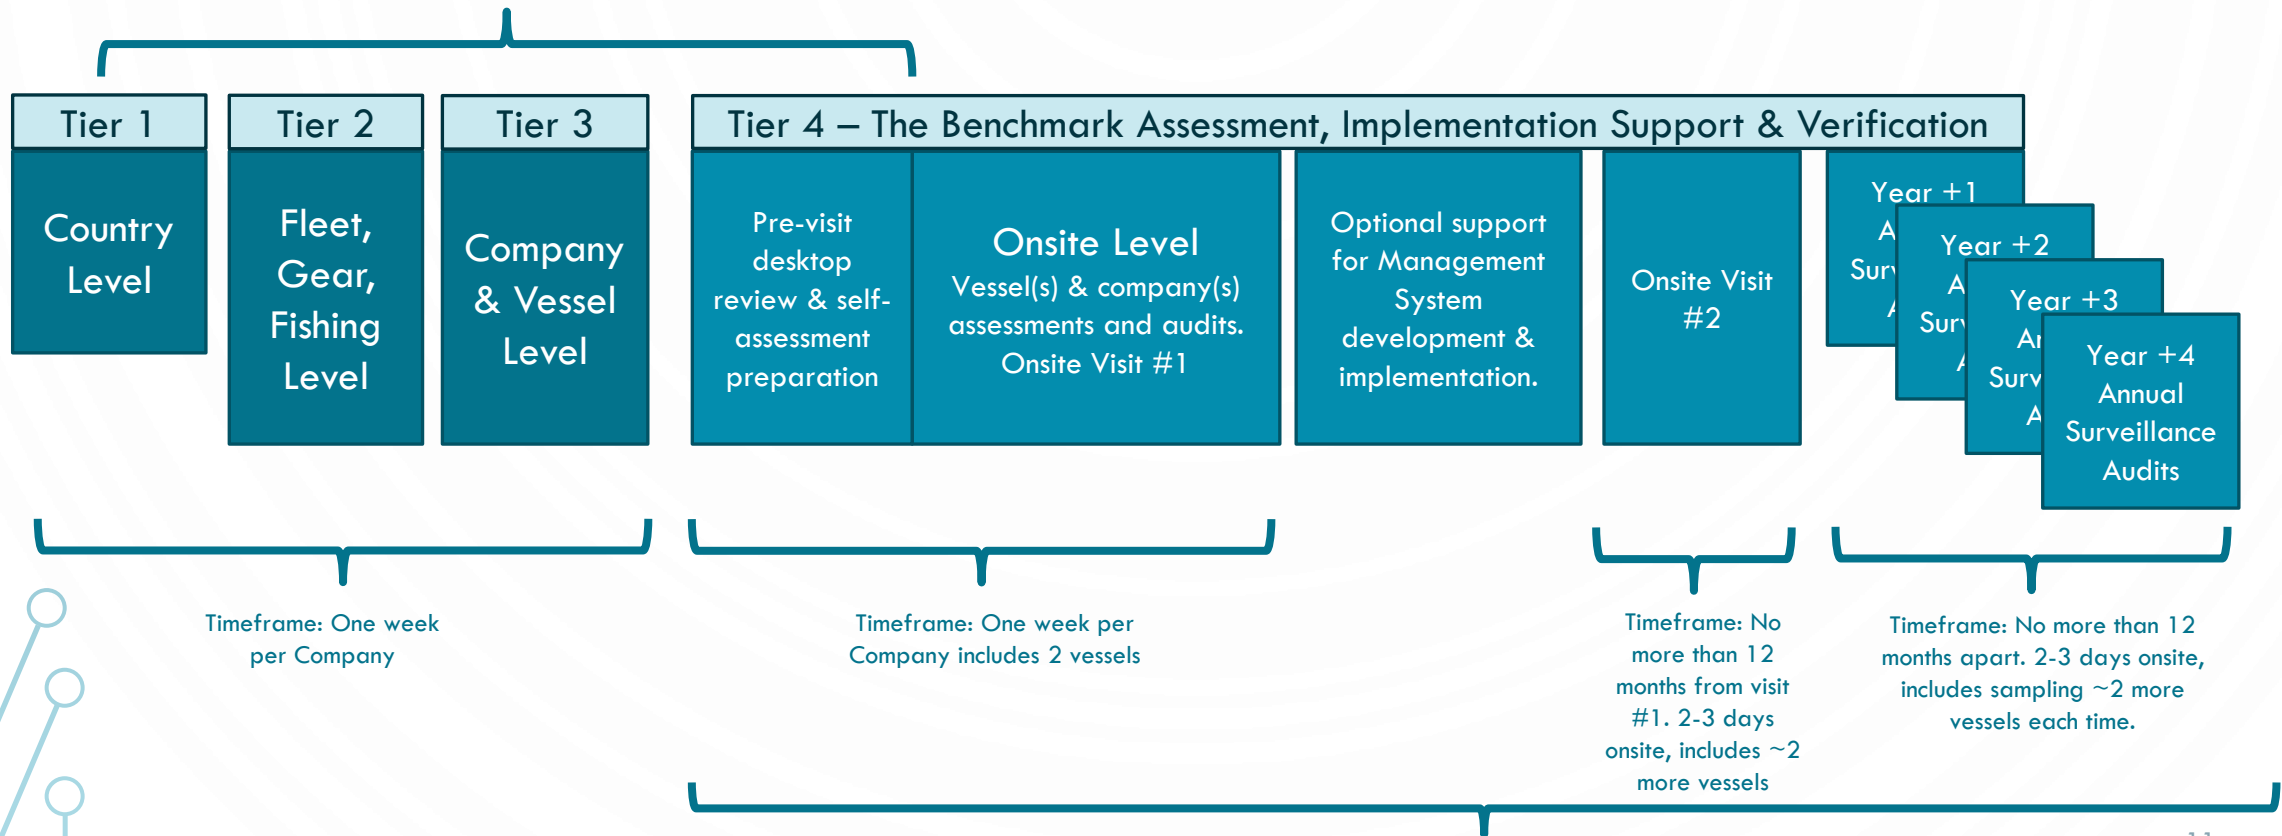 Tier 1
Tier 2
Tier 3
Tier 4 – The Benchmark Assessment, Implementation Support & Verification
Country
Level
Fleet,
Gear,
Fishing
Level
Company
& Vessel
Level
Pre-visit
desktop
review & self-
assessment
preparation
Onsite Level
Vessel(s) & company(s)
assessments and audits.
Onsite Visit #1
Optional support
for Management
System
development &
implementation.
Onsite Visit
#2
Year +1
A
Surv
A
Year +2
A
Surv
A
Year +3
An
Surv
A
Year +4
Annual
Surveillance
Audits
Timeframe: One week
per Company
Timeframe: One week per
Company includes 2 vessels
Timeframe: No
more than 12
months from visit
#1. 2-3 days
onsite, includes ~2
more vessels
Timeframe: No more than 12
months apart. 2-3 days onsite,
includes sampling ~2 more
vessels each time.